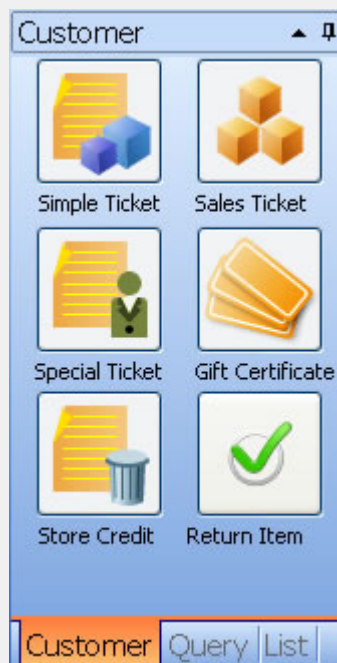 Customer
Simple Ticket Sales Ticket
Special Ticket Gift Certificate
Store Credit Return Item
Customer Query List